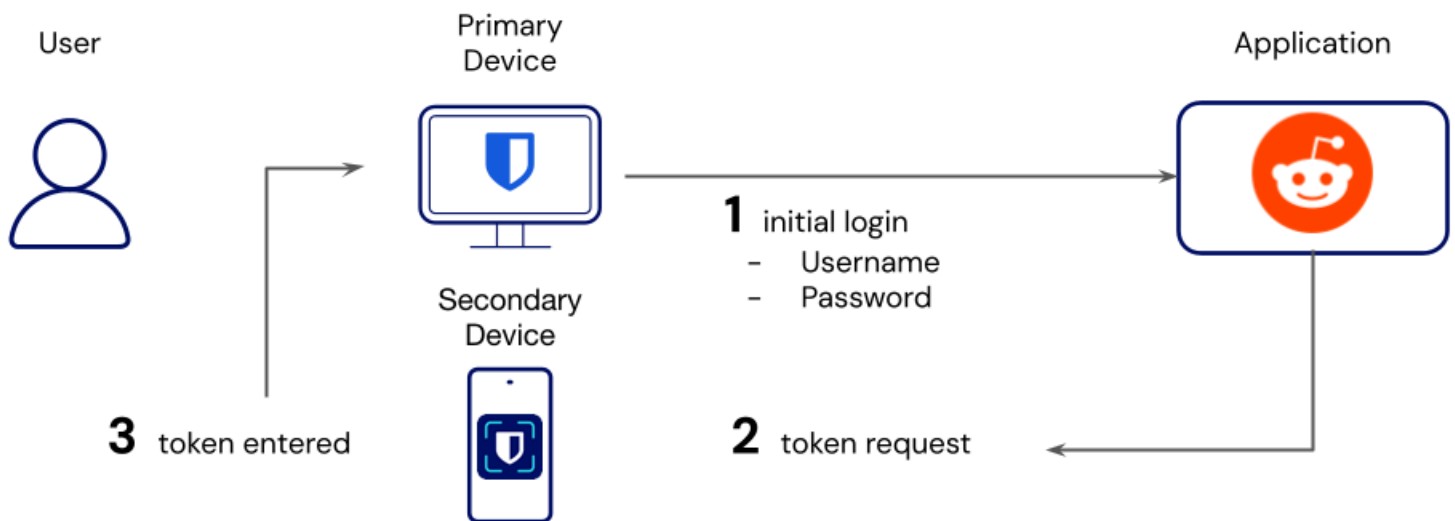 User
Primary
Device
Application
1 initial login
- Username
- Password
Secondary
Device
3 token entered
2 token request